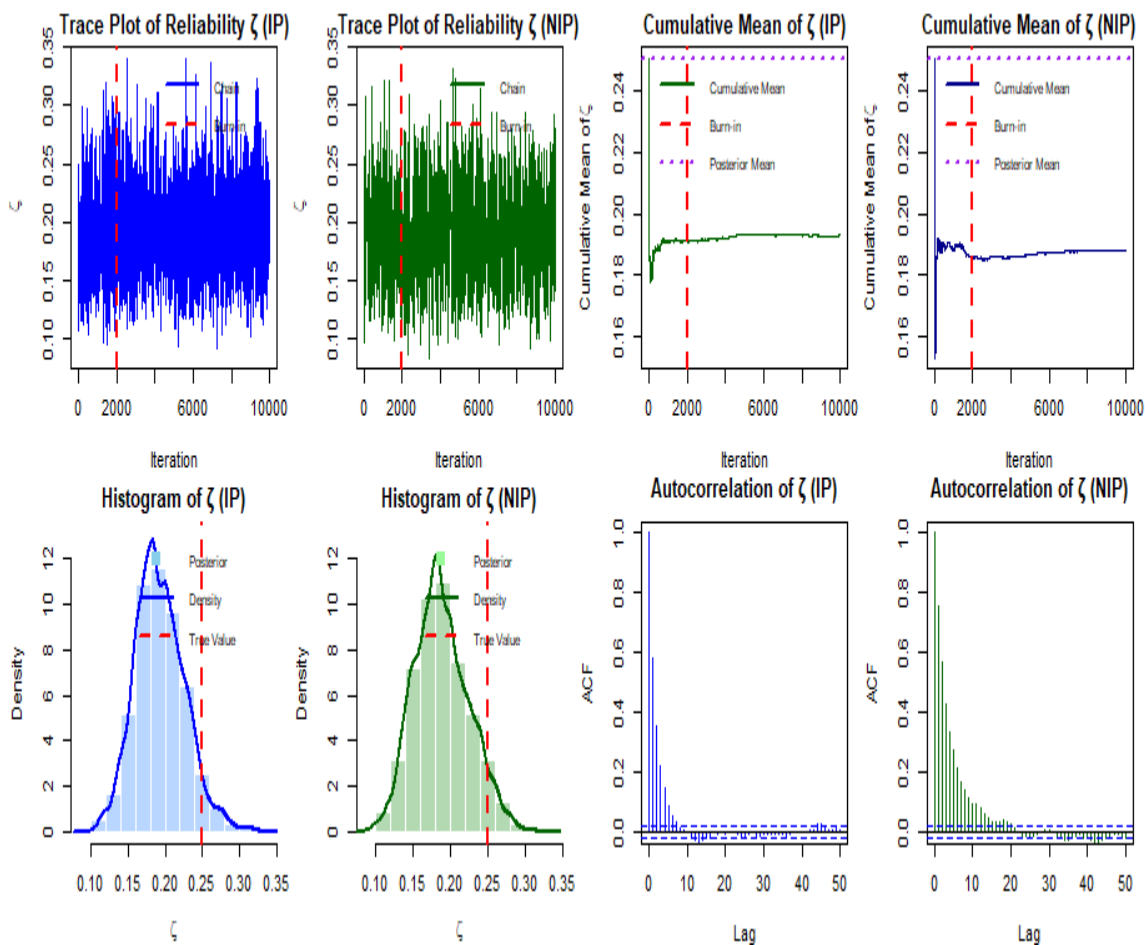 Trace Plot of Reliability ζ (IP)
ζ
0.10 0.15 0.20 0.25 0.30 0.35
Chain
Burn-in
0 2000 6000 10000
Iteration
Trace Plot of Reliability ζ (NIP)
ζ
0.10 0.15 0.20 0.25 0.30 0.35
Chain
Burn-in
0 2000 6000 10000
Iteration
Cumulative Mean of ζ (IP)
Cumulative Mean of ζ
0.16 0.18 0.20 0.22 0.24
Cumulative Mean
Burn-in
Posterior Mean
0 2000 6000 10000
Iteration
Cumulative Mean of ζ (NIP)
Cumulative Mean of ζ
0.16 0.18 0.20 0.22 0.24
Cumulative Mean
Burn-in
Posterior Mean
0 2000 6000 10000
Iteration
Histogram of ζ (IP)
Density
0 2 4 6 8 10 12
Posterior
Density
True Value
0.10 0.15 0.20 0.25 0.30 0.35
ζ
Histogram of ζ (NIP)
Density
0 2 4 6 8 10 12
Posterior
Density
True Value
0.10 0.15 0.20 0.25 0.30 0.35
ζ
Autocorrelation of ζ (IP)
ACF
0.0 0.2 0.4 0.6 0.8 1.0
0 10 20 30 40 50
Lag
Autocorrelation of ζ (NIP)
ACF
0.0 0.2 0.4 0.6 0.8 1.0
0 10 20 30 40 50
Lag